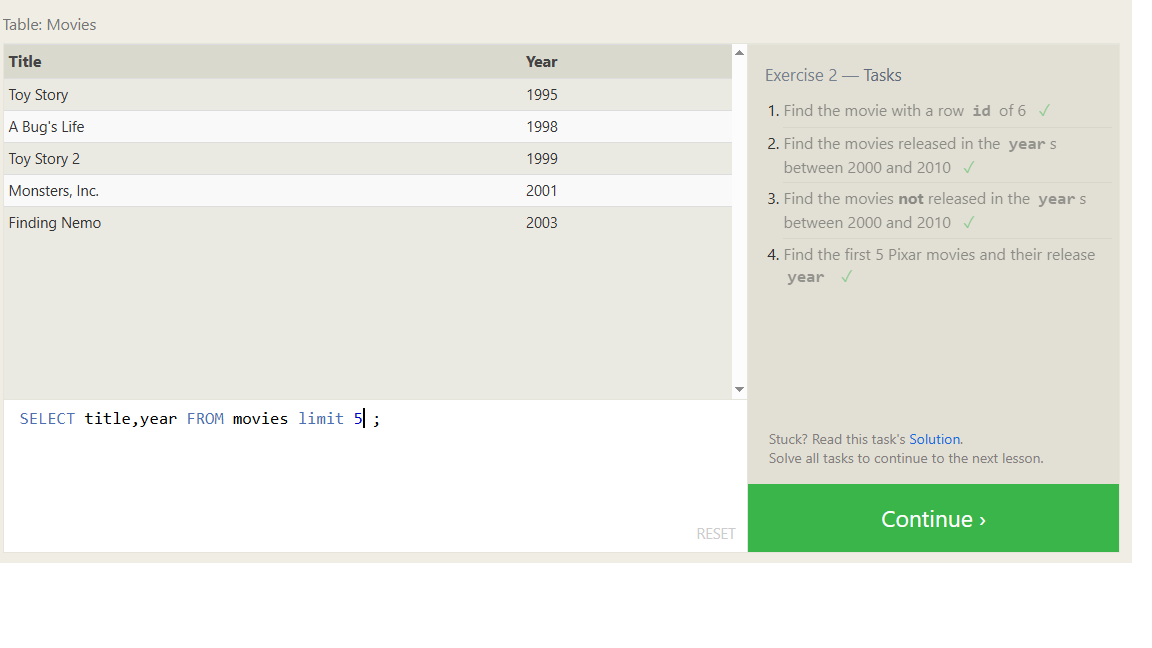 Table: Movies
Title Year
Toy Story 1995
A Bug's Life 1998
Toy Story 2 1999
Monsters, Inc. 2001
Finding Nemo 2003
SELECT title,year FROM movies limit 5 ;
RESET
Exercise 2 — Tasks
1. Find the movie with a row id of 6 ✓
2. Find the movies released in the year s
between 2000 and 2010 ✓
3. Find the movies not released in the year s
between 2000 and 2010 ✓
4. Find the first 5 Pixar movies and their release
year ✓
Stuck? Read this task's Solution.
Solve all tasks to continue to the next lesson.
Continue ›